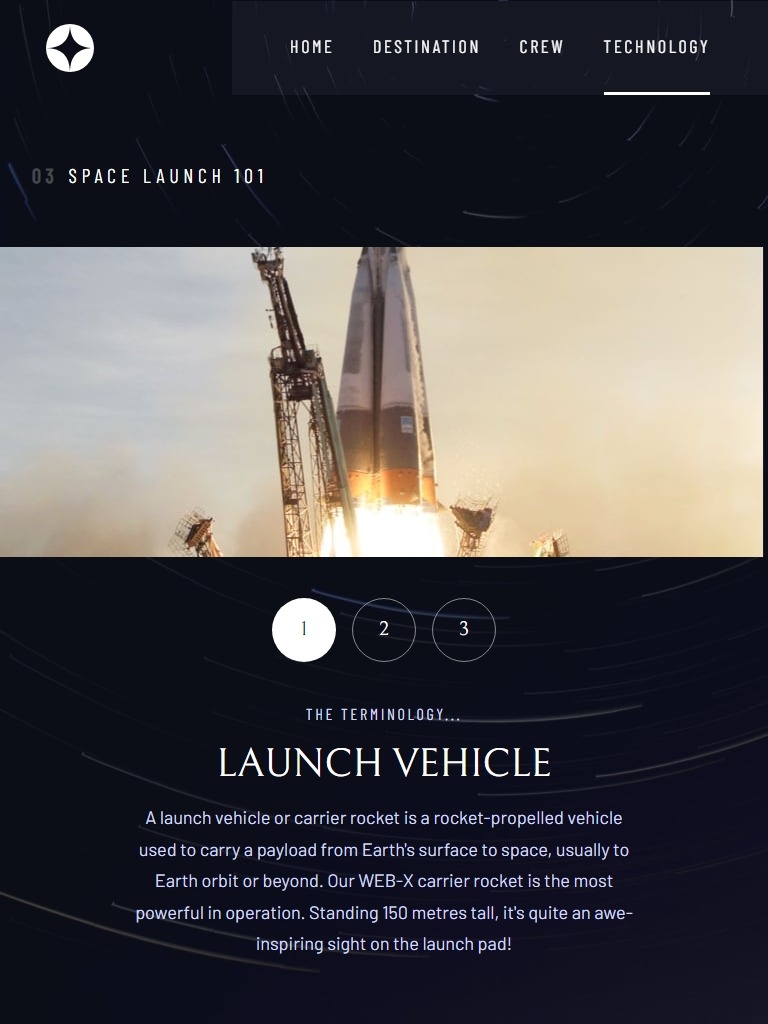 HOME DESTINATION CREW TECHNOLOGY
03 SPACE LAUNCH 101
1 2 3
THE TERMINOLOGY...
LAUNCH VEHICLE
A launch vehicle or carrier rocket is a rocket-propelled vehicle
used to carry a payload from Earth's surface to space, usually to
Earth orbit or beyond. Our WEB-X carrier rocket is the most
powerful in operation. Standing 150 metres tall, it's quite an awe-
inspiring sight on the launch pad!